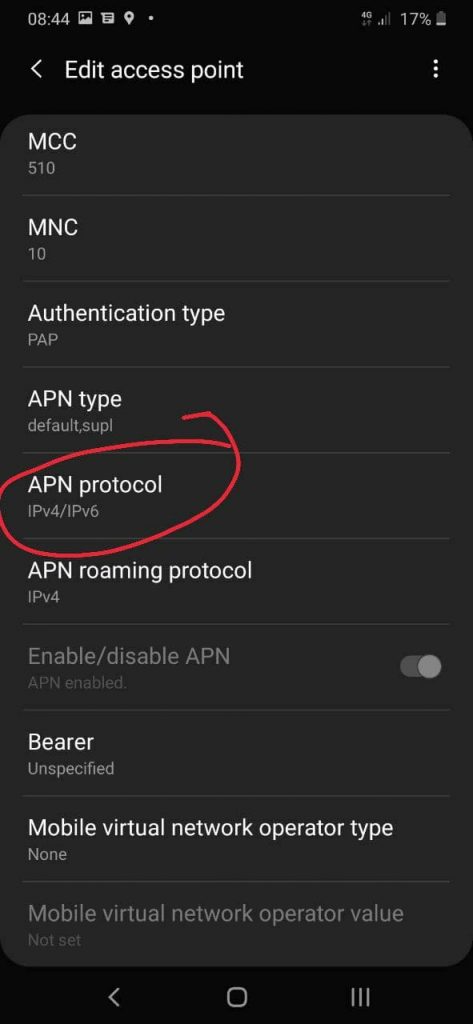 08:44 4G 17%
Edit access point
MCC
510
MNC
10
Authentication type
PAP
APN type
default,supl
APN protocol
IPv4/IPv6
APN roaming protocol
IPv4
Enable/disable APN
APN enabled.
Bearer
Unspecified
Mobile virtual network operator type
None
Mobile virtual network operator value
Not set